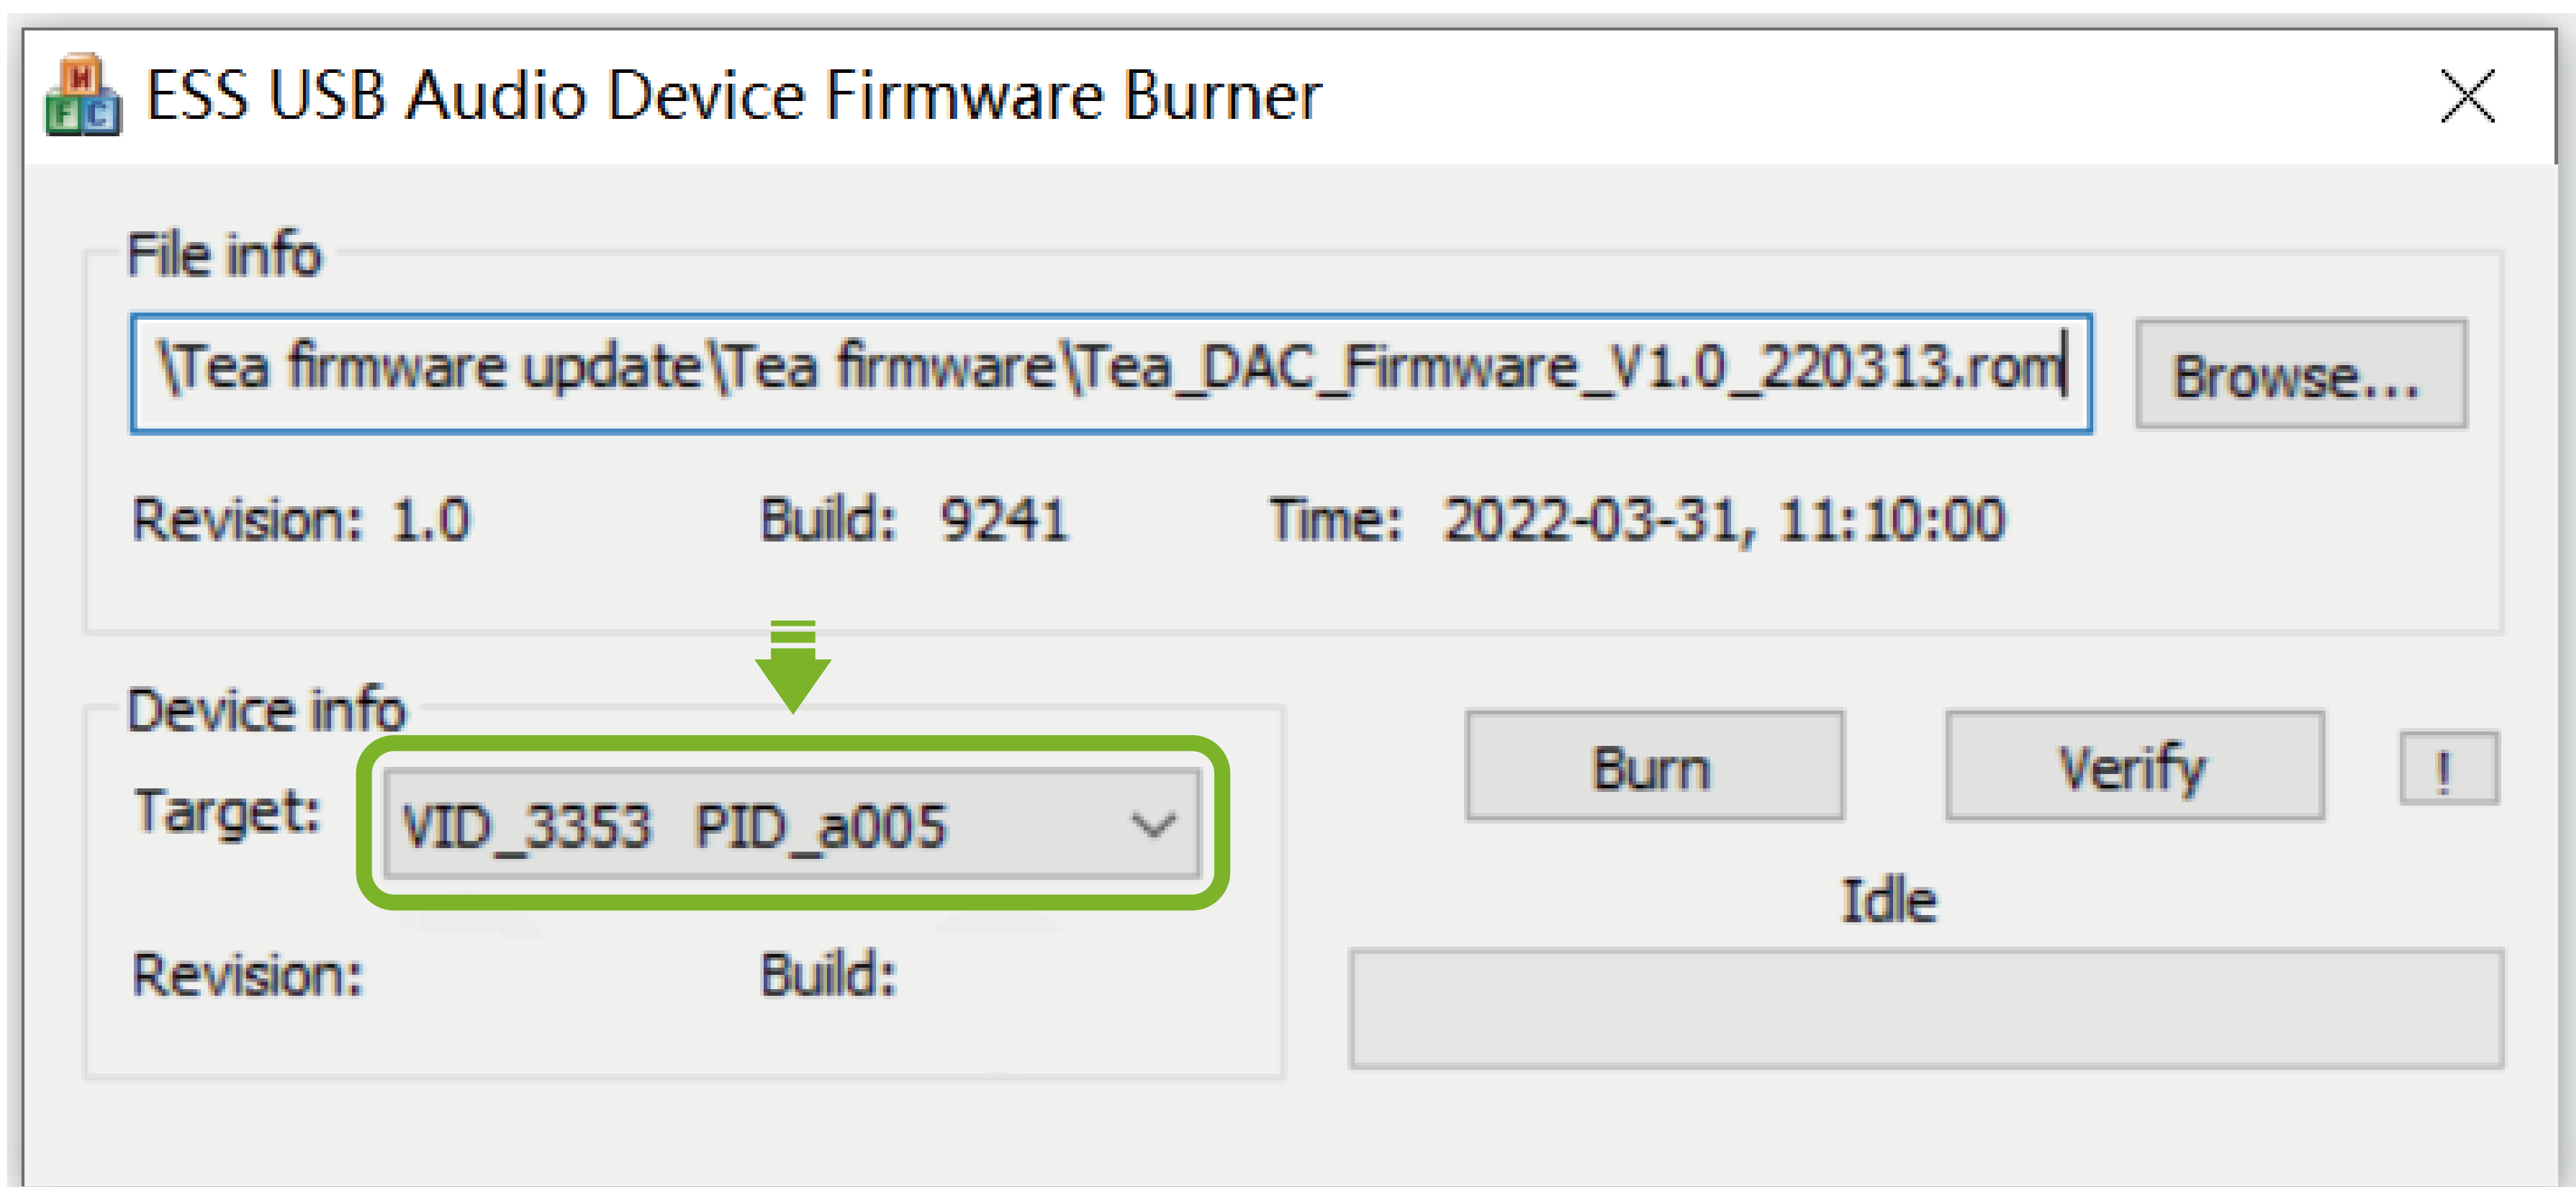 ESS USB Audio Device Firmware Burner
File info
\Tea firmware update\Tea firmware\Tea_DAC_Firmware_V1.0_220313.rom
Browse...
Revision: 1.0 Build: 9241 Time: 2022-03-31, 11:10:00
Device info
Target: VID_3353 PID_a005
Burn Verify !
Idle
Revision: Build: